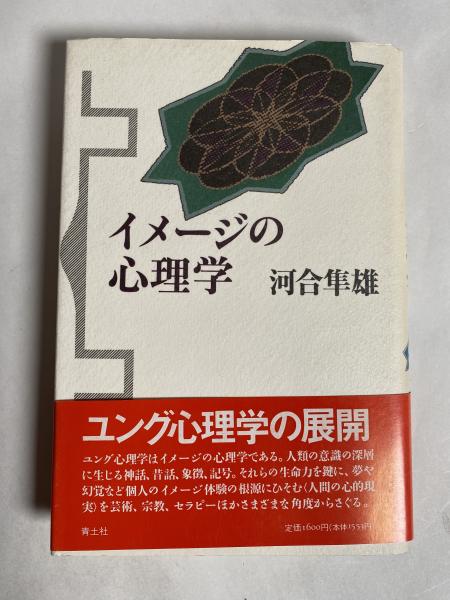 イメージの
心理学
河合隼雄
ユング心理学の展開
ユング心理学はイメージの心理学である。人類の意識の深層
に生じる神話、昔話、象徴、記号。それらの生命力を鍵に、夢や
幻覚など個人のイメージ体験の根源にひそむ〈人間の心的現
実〉を芸術、宗教、セラピーほかさまざまな角度からさぐる。
青土社
定価1600円(本体1553円)